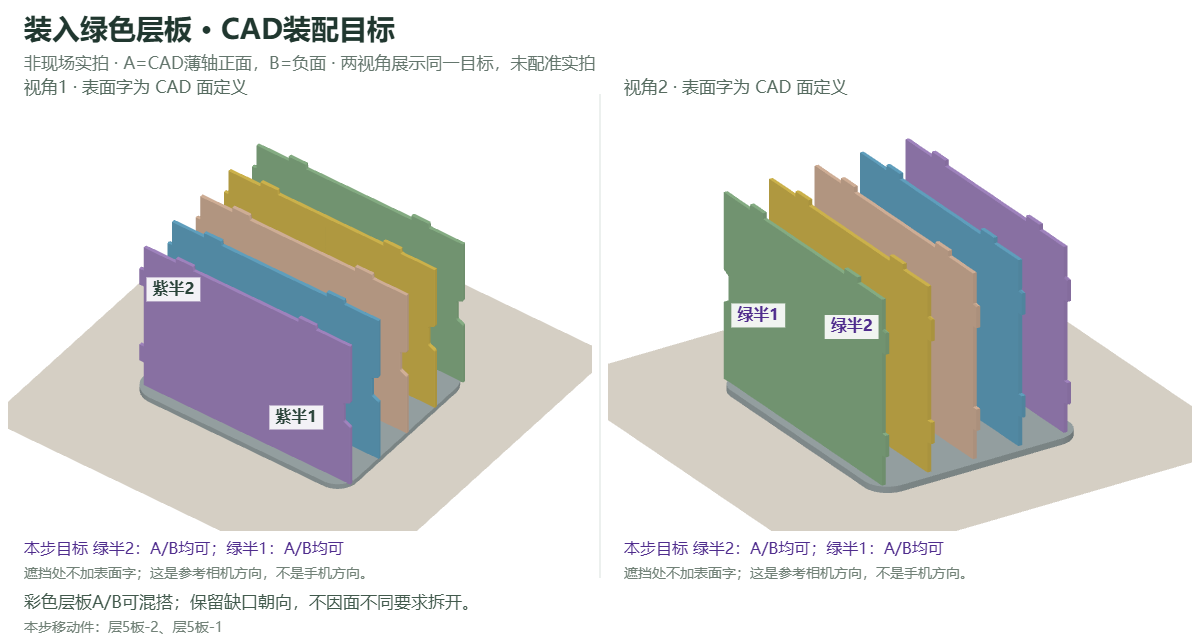 装入绿色层板 · CAD装配目标
非现场实拍 · A=CAD薄轴正面，B=负面 · 两视角展示同一目标，未配准实拍
视角1 · 表面字为 CAD 面定义
视角2 · 表面字为 CAD 面定义
紫半2
紫半1
绿半1
绿半2
本步目标 绿半2：A/B均可；绿半1：A/B均可
本步目标 绿半2：A/B均可；绿半1：A/B均可
遮挡处不加表面字；这是参考相机方向，不是手机方向。
遮挡处不加表面字；这是参考相机方向，不是手机方向。
彩色层板A/B可混搭；保留缺口朝向，不因面不同要求拆开。
本步移动件：层5板-2、层5板-1